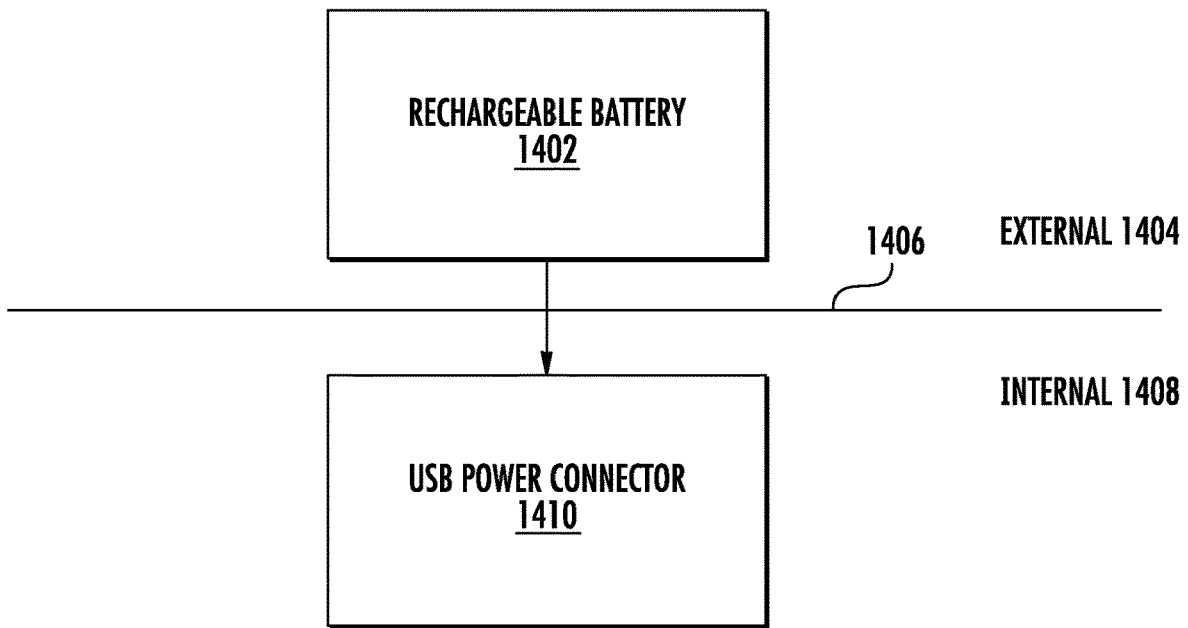 RECHARGEABLE BATTERY
1402
EXTERNAL 1404
1406
INTERNAL 1408
USB POWER CONNECTOR
1410